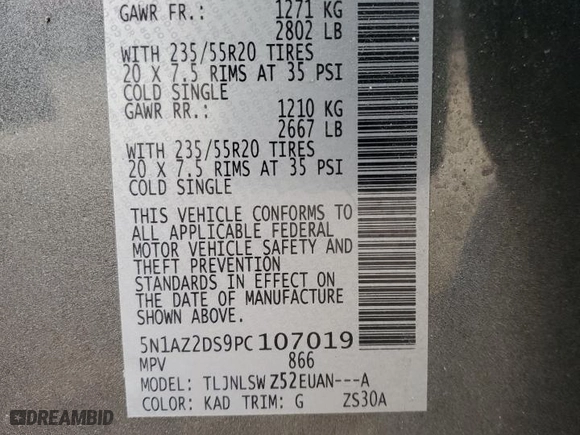 GAWR FR.: 1271 KG
2802 LB
WITH 235/55R20 TIRES
20 X 7.5 RIMS AT 35 PSI
COLD SINGLE
GAWR RR.: 1210 KG
2667 LB
WITH 235/55R20 TIRES
20 X 7.5 RIMS AT 35 PSI
COLD SINGLE
THIS VEHICLE CONFORMS TO
ALL APPLICABLE FEDERAL
MOTOR VEHICLE SAFETY AND
THEFT PREVENTION
STANDARDS IN EFFECT ON
THE DATE OF MANUFACTURE
SHOWN ABOVE.
5N1AZ2DS9PC107019
MPV 866
MODEL: TLJNLSWZ52EUAN---A
COLOR: KAD TRIM: G ZS30A
DREAMBID